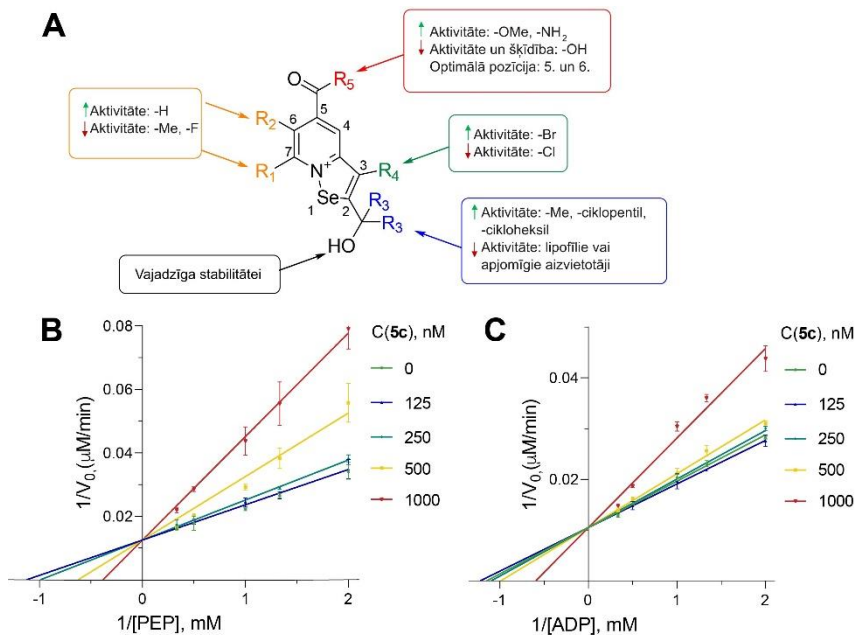 A
↑ Aktivitāte: -OMe, -NH2
↓ Aktivitāte un šķīdība: -OH
Optimālā pozīcija: 5. un 6.
↑ Aktivitāte: -H
↓ Aktivitāte: -Me, -F
O
R5
5
R2
6
4
7
R1
N+
3
R4
Se
1
2
R3
R3
HO
↑ Aktivitāte: -Br
↓ Aktivitāte: -Cl
↑ Aktivitāte: -Me, -ciklopentil,
-cikloheksil
↓ Aktivitāte: lipofīlie vai
apjomīgie aizvietotāji
Vajadzīga stabilitātei
B
0.08
0.06
0.04
0.02
1/V0,(µM/min)
-1
0
1
2
1/[PEP], mM
C(5c), nM
0
125
250
500
1000
C
0.04
0.02
1/V0,(µM/min)
-1
0
1
2
1/[ADP], mM
C(5c), nM
0
125
250
500
1000